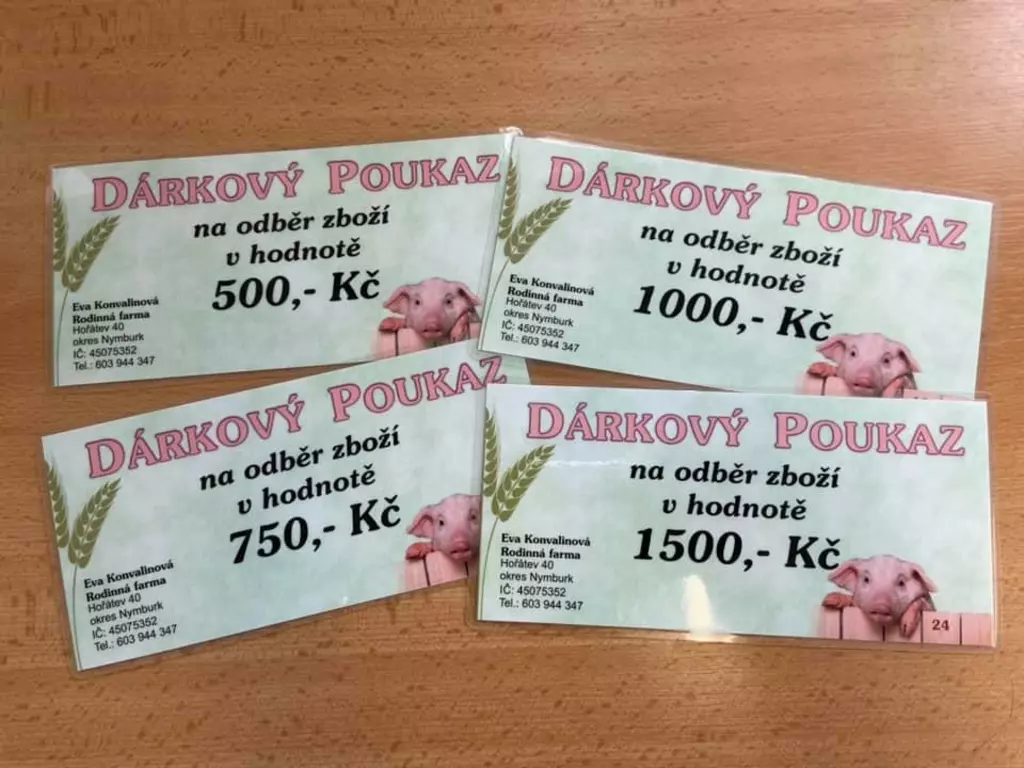 DÁRKOVÝ POUKAZ
na odběr zboží
v hodnotě
500,- Kč
Eva Konvalinová
Rodinná farma
Hořátev 40
okres Nymburk
IČ: 45075352
Tel.: 603 944 347
DÁRKOVÝ POUKAZ
na odběr zboží
v hodnotě
1000,- Kč
Eva Konvalinová
Rodinná farma
Hořátev 40
okres Nymburk
IČ: 45075352
Tel.: 603 944 347
DÁRKOVÝ POUKAZ
na odběr zboží
v hodnotě
750,- Kč
Eva Konvalinová
Rodinná farma
Hořátev 40
okres Nymburk
IČ: 45075352
Tel.: 603 944 347
DÁRKOVÝ POUKAZ
na odběr zboží
v hodnotě
1500,- Kč
Eva Konvalinová
Rodinná farma
Hořátev 40
okres Nymburk
IČ: 45075352
Tel.: 603 944 347
24